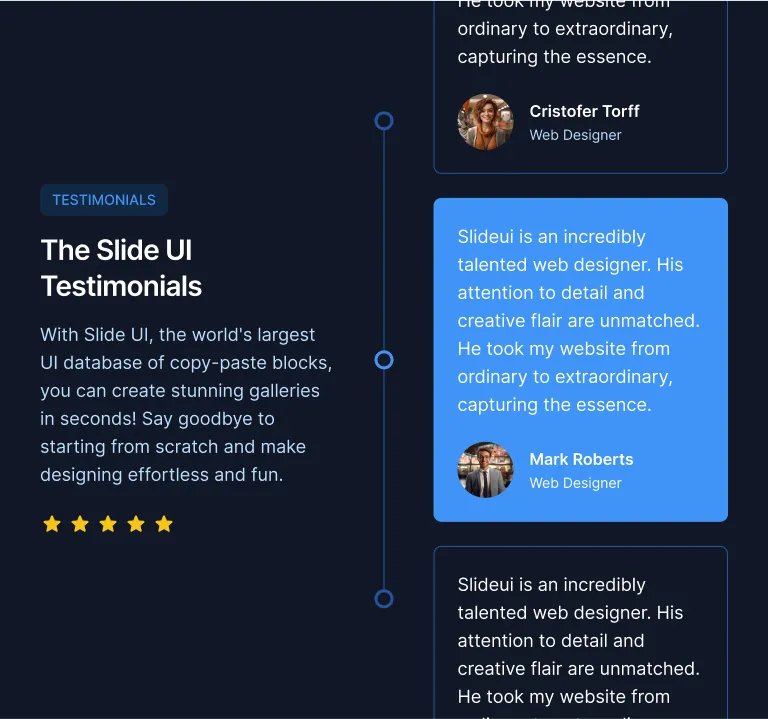 TESTIMONIALS
The Slide UI
Testimonials
With Slide UI, the world's largest
UI database of copy-paste blocks,
you can create stunning galleries
in seconds! Say goodbye to
starting from scratch and make
designing effortless and fun.
He took my website from
ordinary to extraordinary,
capturing the essence.
Cristofer Torff
Web Designer
Slideui is an incredibly
talented web designer. His
attention to detail and
creative flair are unmatched.
He took my website from
ordinary to extraordinary,
capturing the essence.
Mark Roberts
Web Designer
Slideui is an incredibly
talented web designer. His
attention to detail and
creative flair are unmatched.
He took my website from